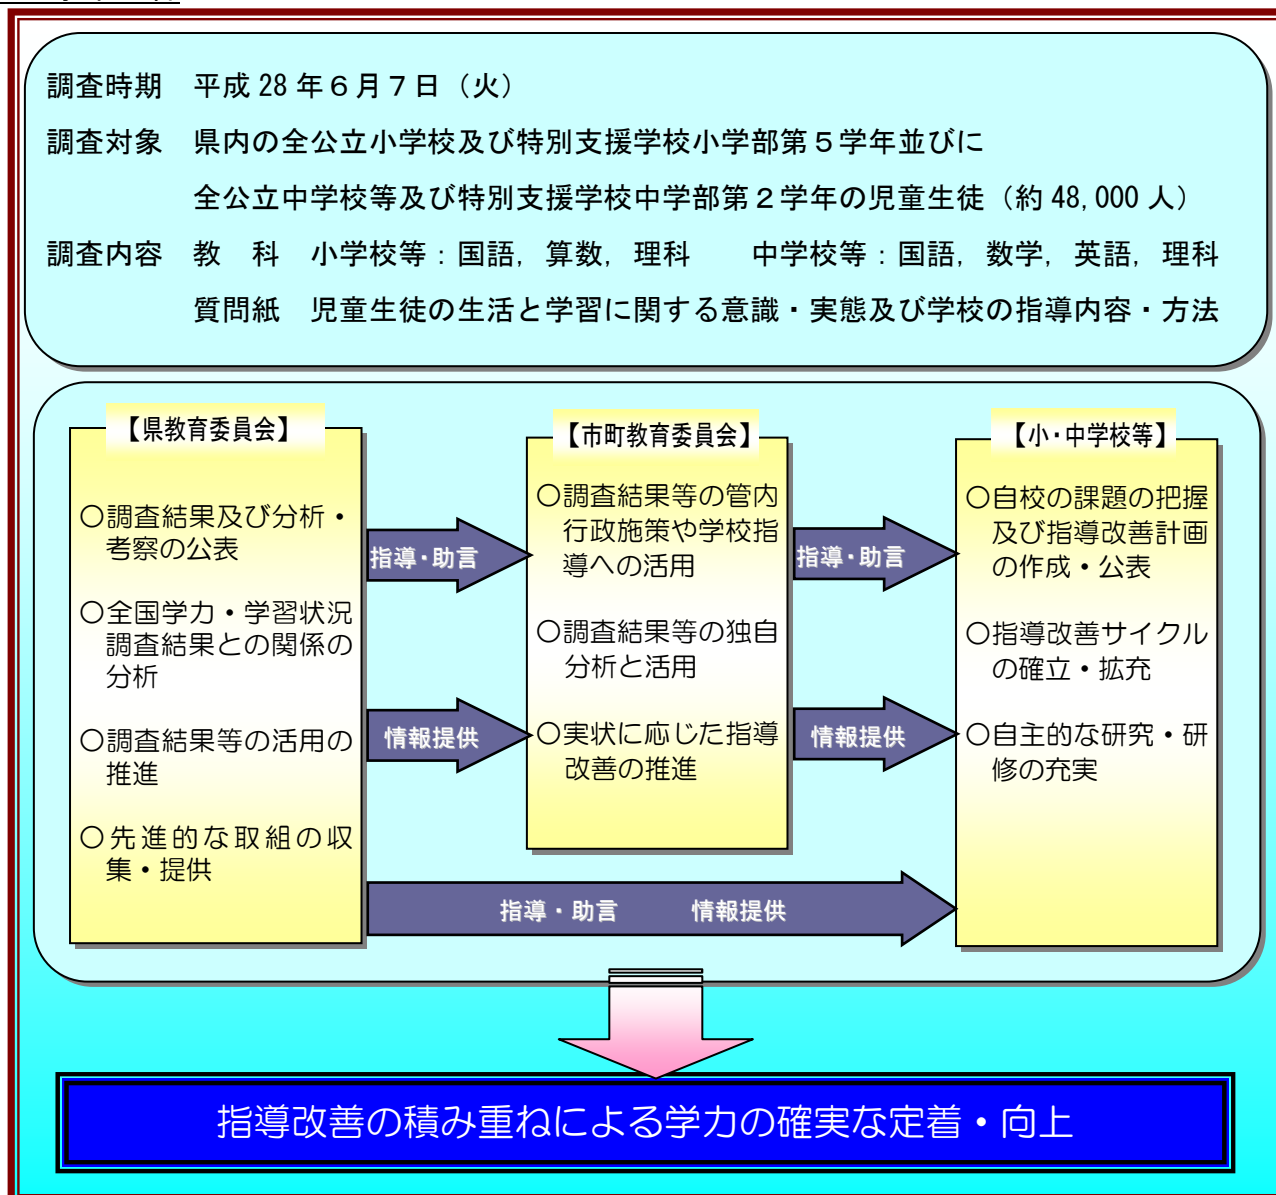 調査時期 平成28年6月7日（火）
調査対象 県内の全公立小学校及び特別支援学校小学部第5学年並びに
全公立中学校等及び特別支援学校中学部第2学年の児童生徒（約48,000人）
調査内容 教 科 小学校等：国語，算数，理科 中学校等：国語，数学，英語，理科
質問紙 児童生徒の生活と学習に関する意識・実態及び学校の指導内容・方法
【県教育委員会】
○調査結果及び分析・
考察の公表
○全国学力・学習状況
調査結果との関係の
分析
○調査結果等の活用の
推進
○先進的な取組の収
集・提供
指導・助言
情報提供
【市町教育委員会】
○調査結果等の管内
行政施策や学校指
導への活用
○調査結果等の独自
分析と活用
○実状に応じた指導
改善の推進
指導・助言
情報提供
【小・中学校等】
○自校の課題の把握
及び指導改善計画
の作成・公表
○指導改善サイクル
の確立・拡充
○自主的な研究・研
修の充実
指導・助言 情報提供
指導改善の積み重ねによる学力の確実な定着・向上